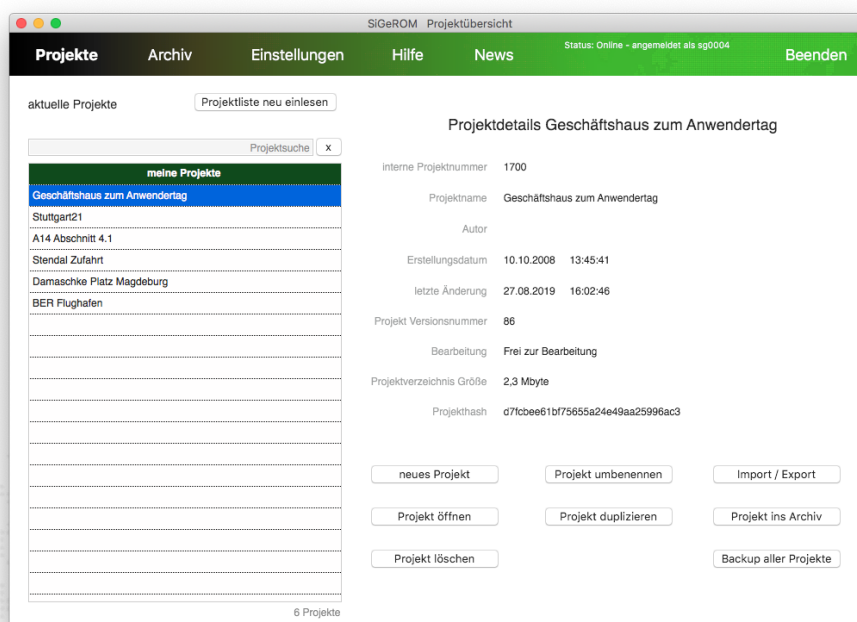 SiGeROM Projektübersicht
Projekte Archiv Einstellungen Hilfe News Status: Online - angemeldet als sg0004 Beenden
aktuelle Projekte Projektliste neu einlesen
Projektsuche x
meine Projekte
Geschäftshaus zum Anwendertag
Stuttgart21
A14 Abschnitt 4.1
Stendal Zufahrt
Damaschke Platz Magdeburg
BER Flughafen
6 Projekte
Projektdetails Geschäftshaus zum Anwendertag
interne Projektnummer 1700
Projektname Geschäftshaus zum Anwendertag
Autor
Erstellungsdatum 10.10.2008 13:45:41
letzte Änderung 27.08.2019 16:02:46
Projekt Versionsnummer 86
Bearbeitung Frei zur Bearbeitung
Projektverzeichnis Größe 2,3 Mbyte
Projekthash d7fcbee61bf75655a24e49aa25996ac3
neues Projekt Projekt umbenennen Import / Export
Projekt öffnen Projekt duplizieren Projekt ins Archiv
Projekt löschen Backup aller Projekte